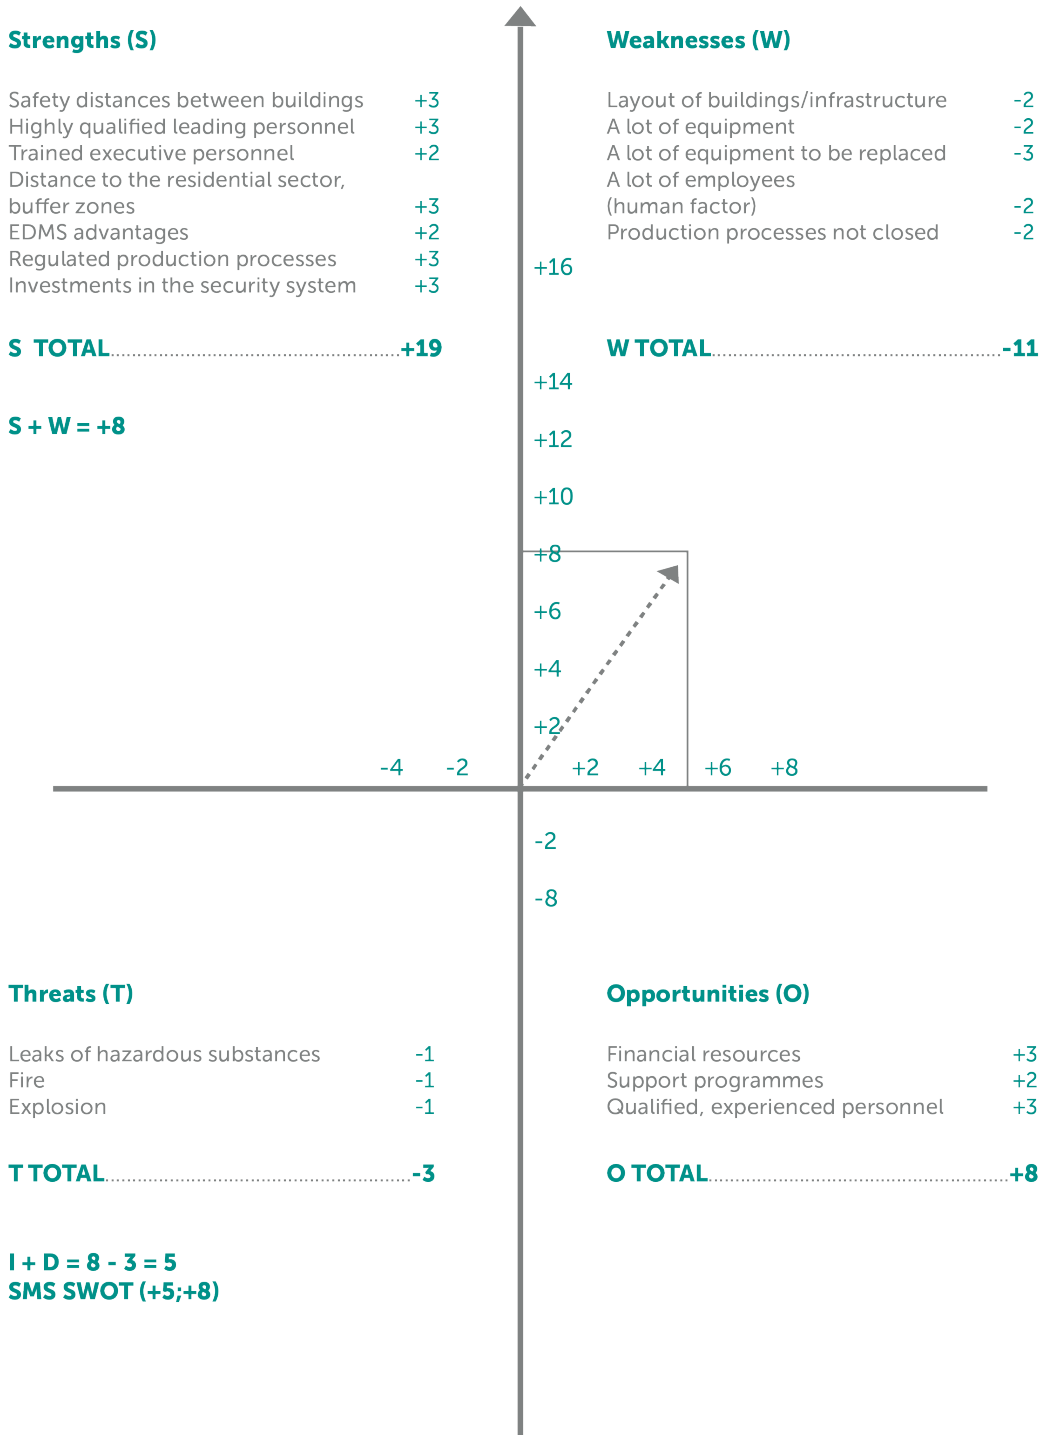 Strengths (S)
Safety distances between buildings +3
Highly qualified leading personnel +3
Trained executive personnel +2
Distance to the residential sector,
buffer zones +3
EDMS advantages +2
Regulated production processes +3
Investments in the security system +3
S TOTAL +19
S + W = +8
Weaknesses (W)
Layout of buildings/infrastructure -2
A lot of equipment -2
A lot of equipment to be replaced -3
A lot of employees
(human factor) -2
Production processes not closed -2
W TOTAL -11
+16
+14
+12
+10
+8
+6
+4
+2
-4 -2 +2 +4 +6 +8
-2
-8
Threats (T)
Leaks of hazardous substances -1
Fire -1
Explosion -1
T TOTAL -3
I + D = 8 - 3 = 5
SMS SWOT (+5;+8)
Opportunities (O)
Financial resources +3
Support programmes +2
Qualified, experienced personnel +3
O TOTAL +8